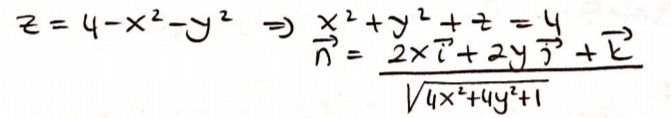 z = 4 - x² - y² ⇒ x² + y² + z = 4
n⃗ = (2x i⃗ + 2y j⃗ + k⃗) / √(4x²+4y²+1)